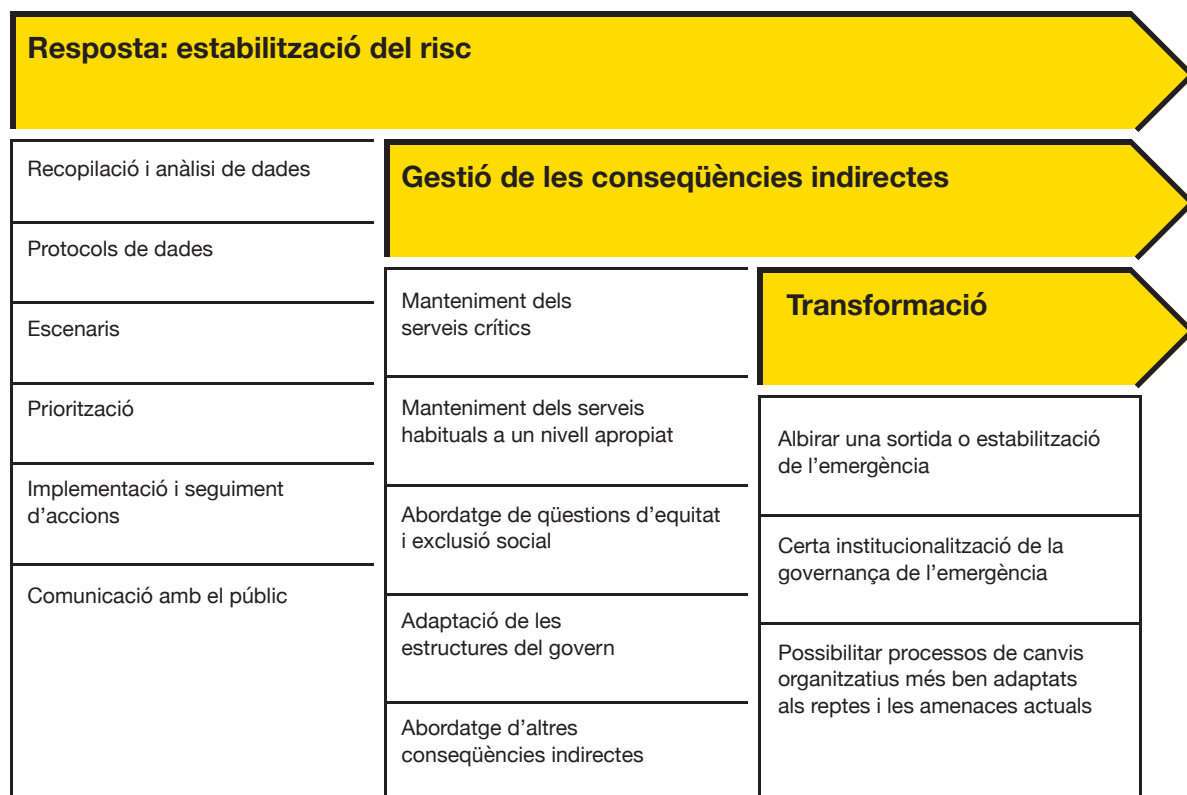 Resposta: estabilització del risc
Recopilació i anàlisi de dades
Protocols de dades
Escenaris
Priorització
Implementació i seguiment
d’accions
Comunicació amb el públic
Gestió de les conseqüències indirectes
Manteniment dels
serveis crítics
Manteniment dels serveis
habituals a un nivell apropiat
Abordatge de qüestions d’equitat
i exclusió social
Adaptació de les
estructures del govern
Abordatge d’altres
conseqüències indirectes
Transformació
Albirar una sortida o estabilització
de l’emergència
Certa institucionalització de la
governança de l’emergència
Possibilitar processos de canvis
organitzatius més ben adaptats
als reptes i les amenaces actuals